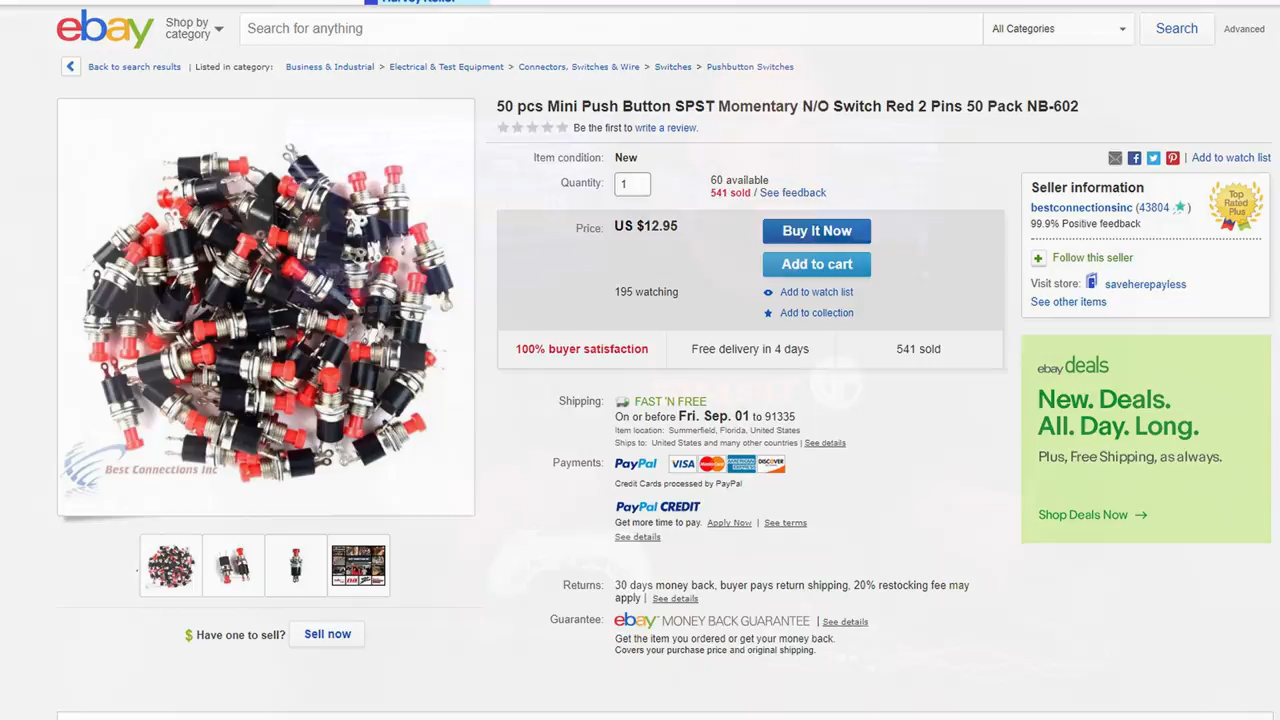 ebay
Shop by
category
Search for anything
All Categories
Search
Advanced
Back to search results | Listed in category: Business & Industrial > Electrical & Test Equipment > Connectors, Switches & Wire > Switches > Pushbutton Switches
50 pcs Mini Push Button SPST Momentary N/O Switch Red 2 Pins 50 Pack NB-602
Be the first to write a review.
Item condition: New
Quantity: 1
60 available
541 sold / See feedback
Price: US $12.95
Buy It Now
Add to cart
195 watching
Add to watch list
Add to collection
100% buyer satisfaction
Free delivery in 4 days
541 sold
Shipping: FAST 'N FREE
On or before Fri. Sep. 01 to 91335
Item location: Summerfield, Florida, United States
Ships to: United States and many other countries | See details
Payments: PayPal VISA MasterCard AMERICAN EXPRESS DISCOVER
Credit Cards processed by PayPal
PayPal CREDIT
Get more time to pay. Apply Now | See terms
See details
Returns: 30 days money back, buyer pays return shipping, 20% restocking fee may
apply | See details
Guarantee: ebay MONEY BACK GUARANTEE | See details
Get the item you ordered or get your money back.
Covers your purchase price and original shipping.
| Add to watch list
Seller information
bestconnectionsinc (43804 )
99.9% Positive feedback
Top
Rated
Plus
Follow this seller
Visit store: saveherepayless
See other items
ebay deals
New. Deals.
All. Day. Long.
Plus, Free Shipping, as always.
Shop Deals Now →
Best Connections Inc
$ Have one to sell? Sell now